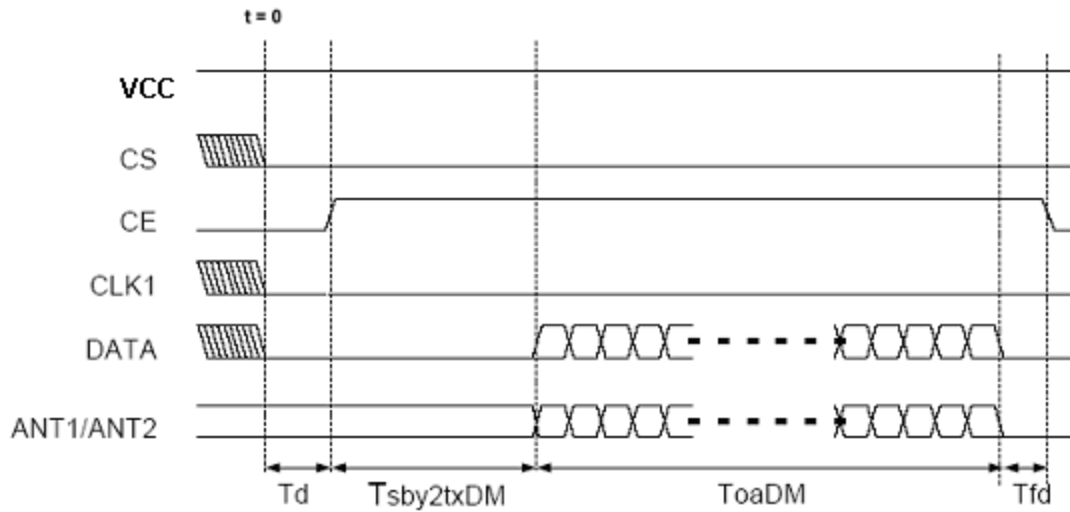 t = 0
VCC
CS
CE
CLK1
DATA
ANT1/ANT2
Td
Tsby2txDM
ToaDM
Tfd